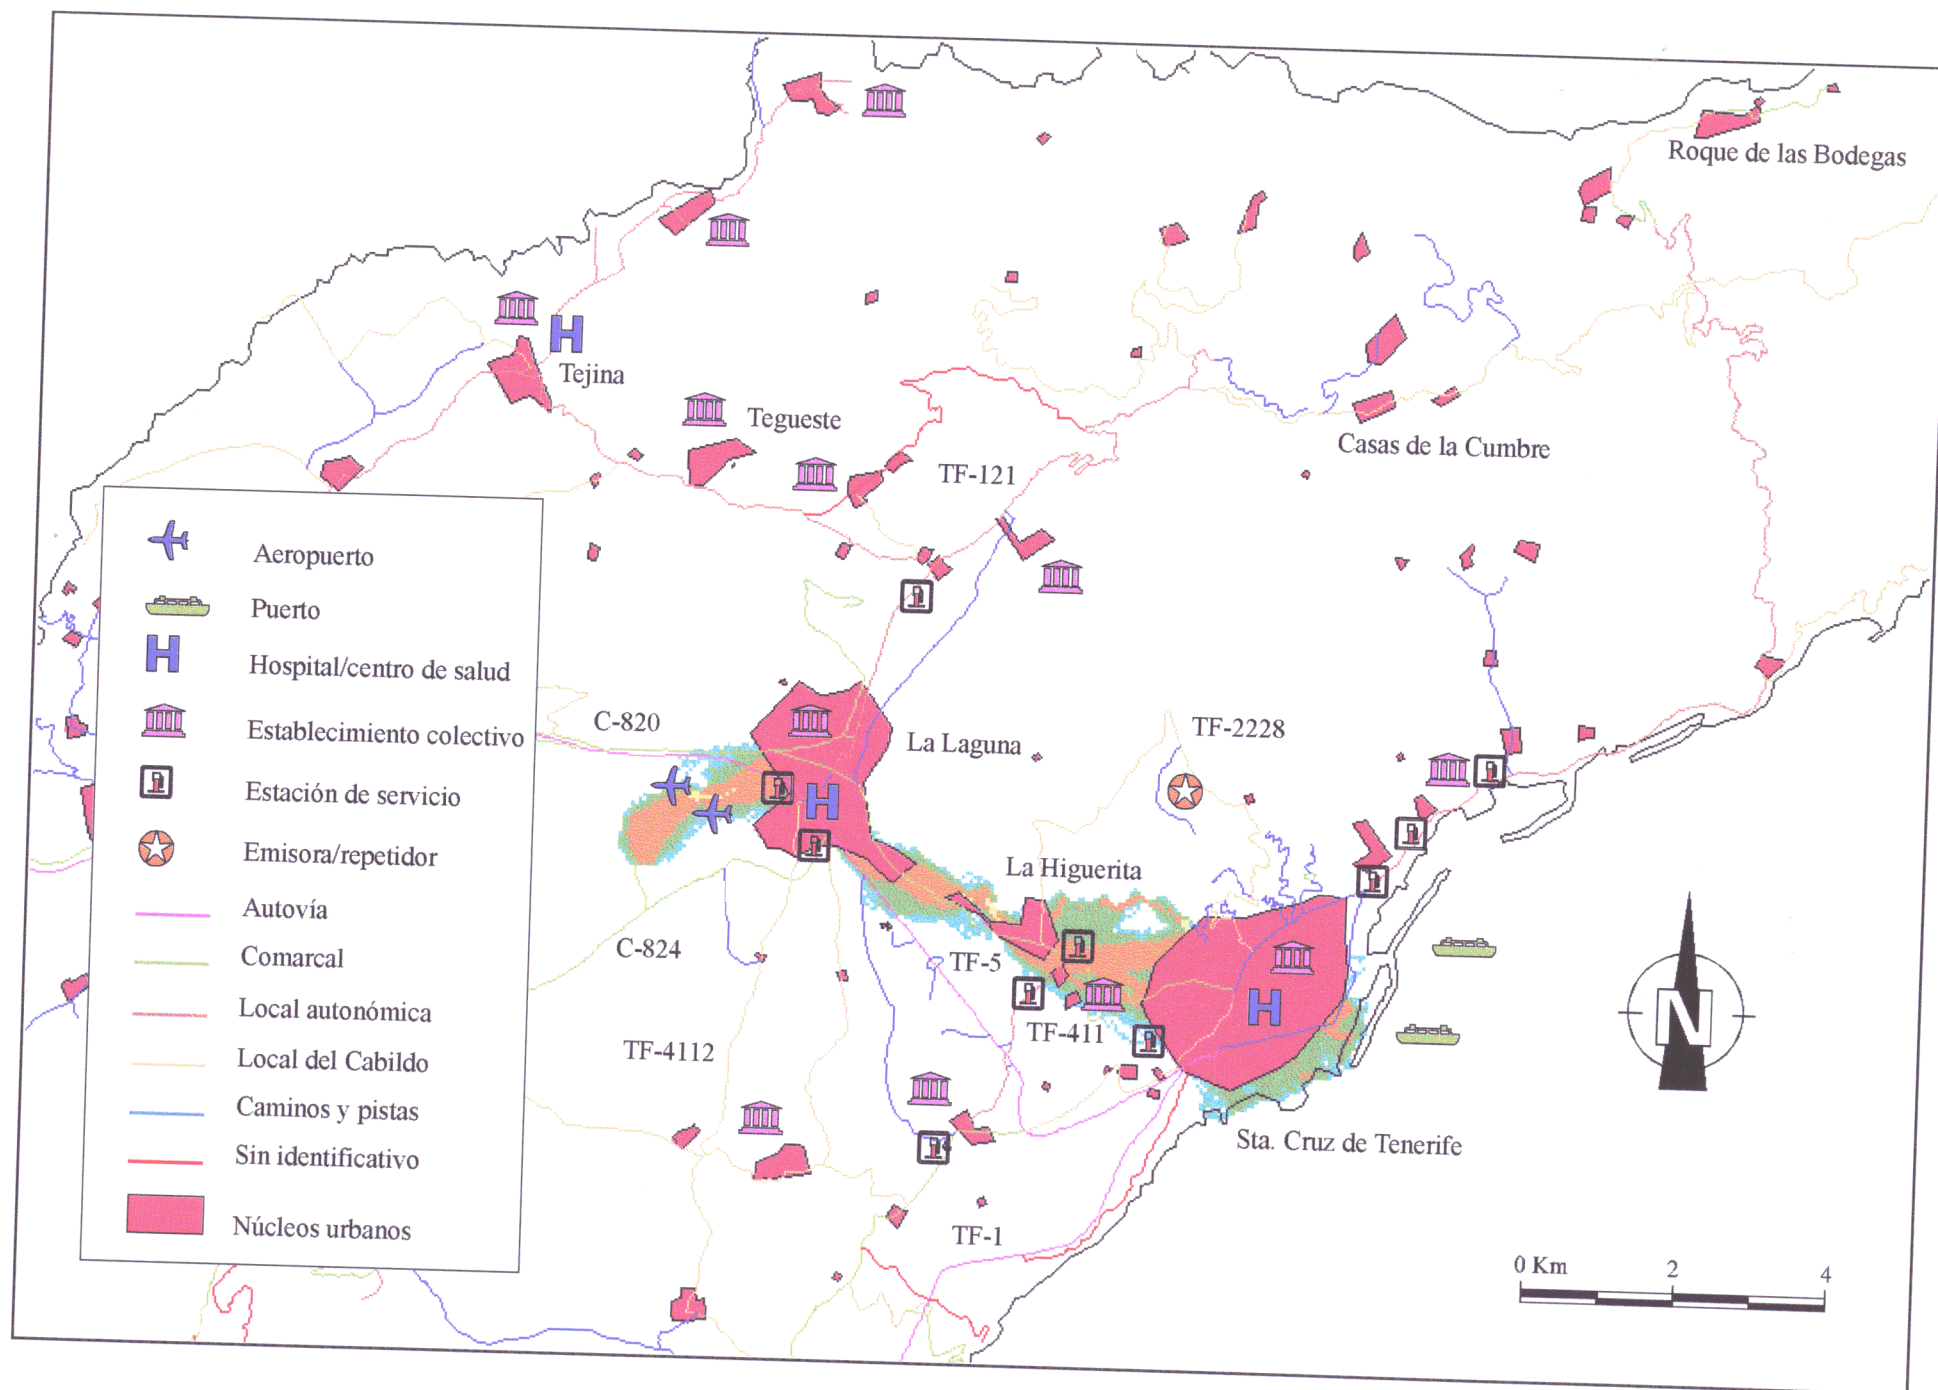 Roque de las Bodegas
Tejina
Tegueste
Casas de la Cumbre
TF-121
C-820
La Laguna
TF-2228
La Higuerita
C-824
TF-5
TF-411
TF-4112
Sta. Cruz de Tenerife
TF-1
Aeropuerto
Puerto
H Hospital/centro de salud
Establecimiento colectivo
Estación de servicio
Emisora/repetidor
Autovía
Comarcal
Local autonómica
Local del Cabildo
Caminos y pistas
Sin identificativo
Núcleos urbanos
H
H
H
N
0 Km 2 4